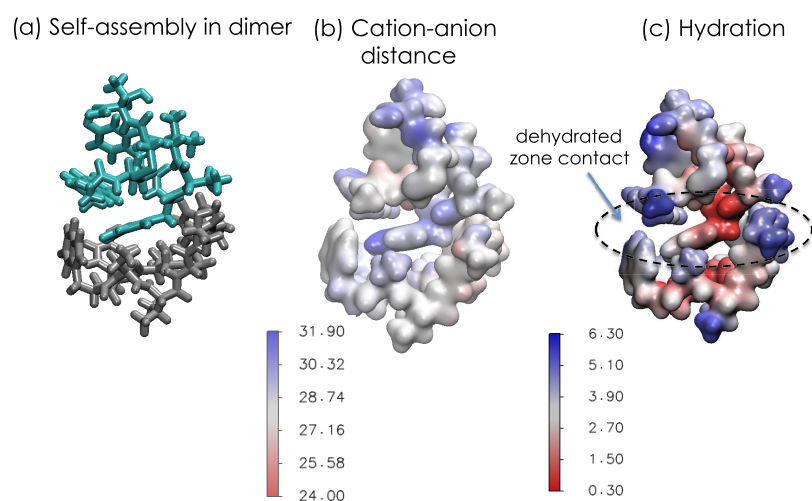 (a) Self-assembly in dimer
(b) Cation-anion
distance
(c) Hydration
dehydrated
zone contact
31.90
30.32
28.74
27.16
25.58
24.00
6.30
5.10
3.90
2.70
1.50
0.30